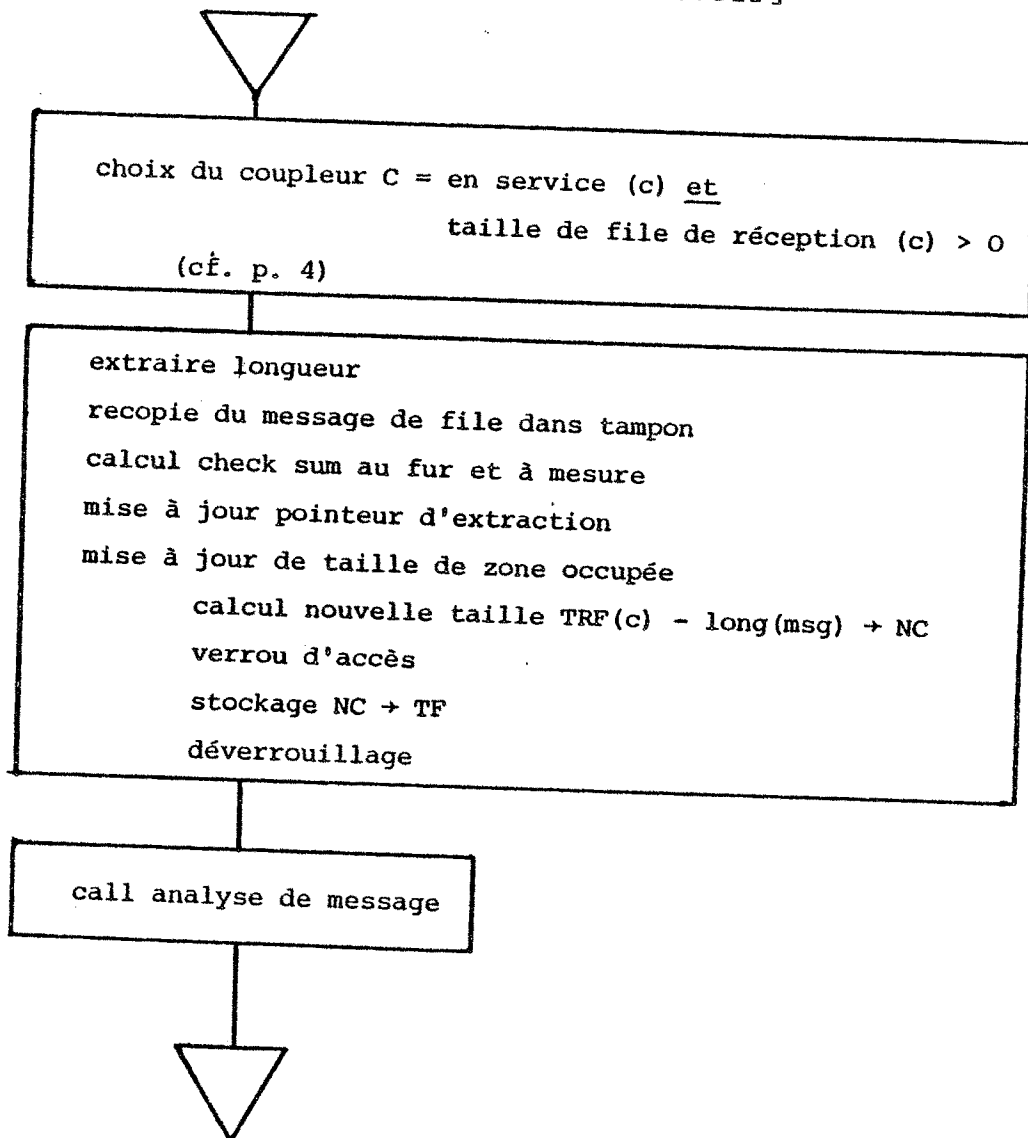 choix du coupleur C = en service (c) et
taille de file de réception (c) > O
(cf. p. 4)
extraire longueur
recopie du message de file dans tampon
calcul check sum au fur et à mesure
mise à jour pointeur d'extraction
mise à jour de taille de zone occupée
calcul nouvelle taille TRF(c) - long(msg) → NC
verrou d'accès
stockage NC → TF
déverrouillage
call analyse de message